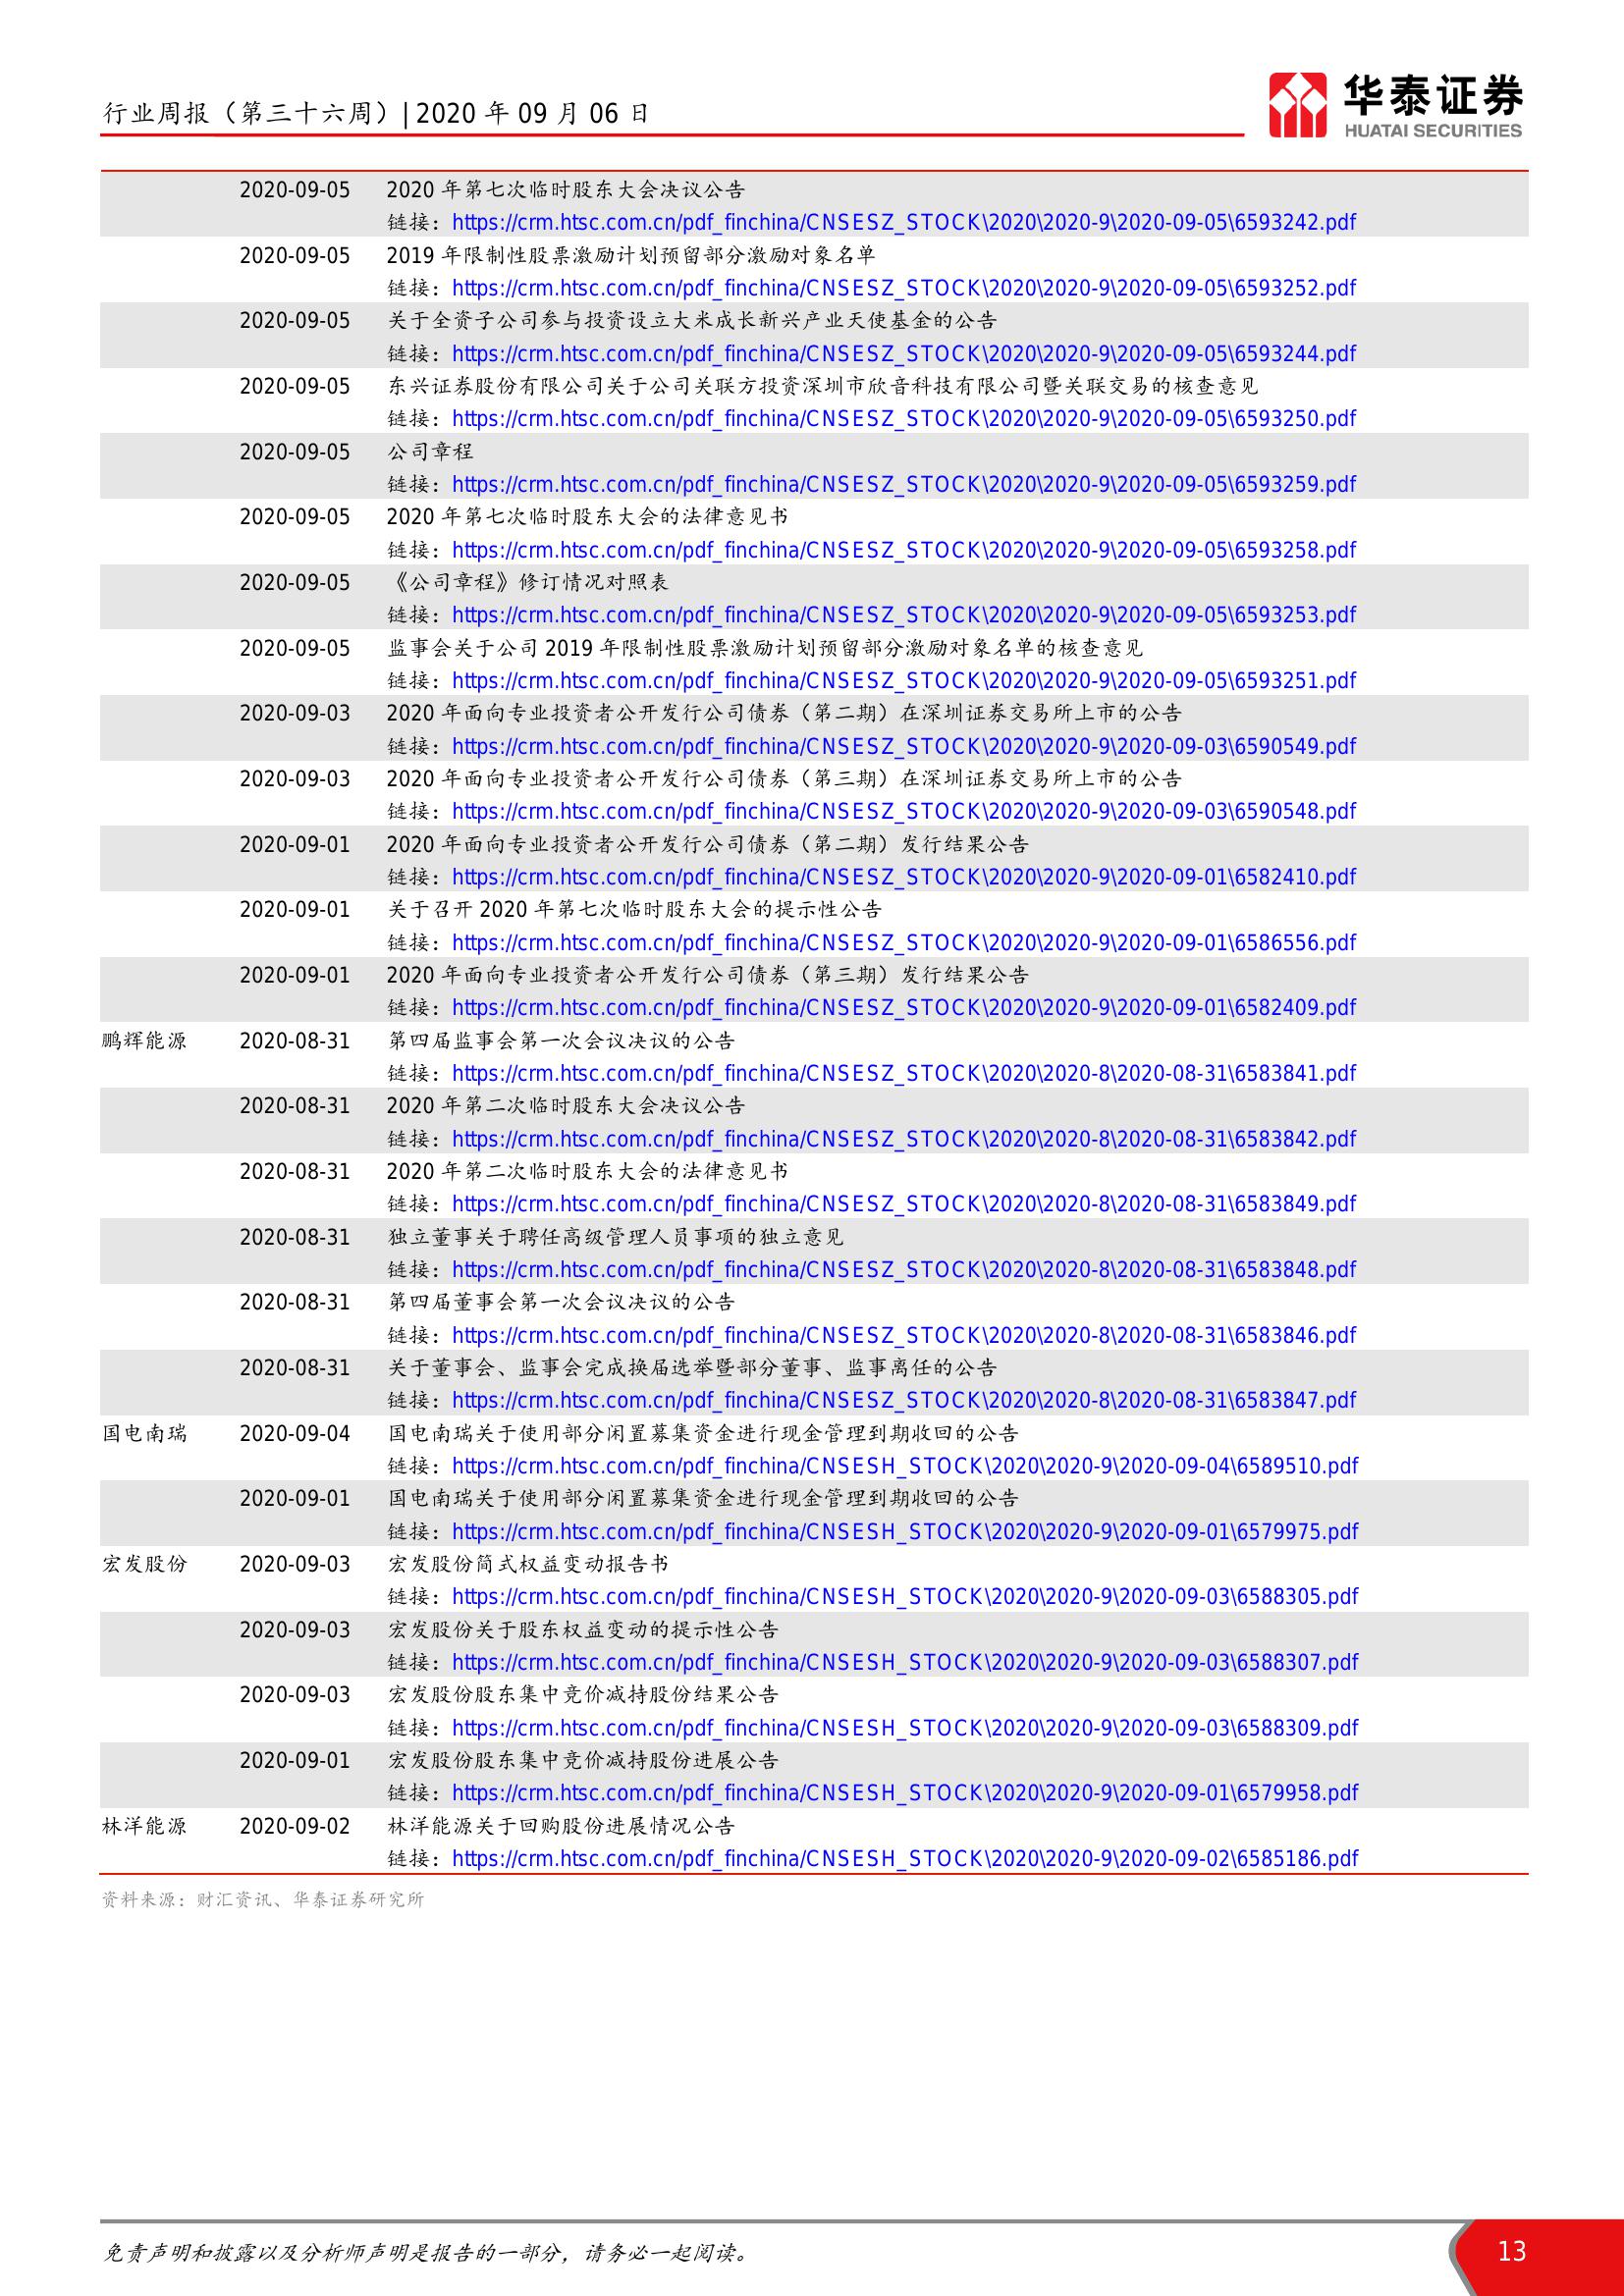 行业周报（第三十六周）| 2020 年 09 月 06 日
华泰证券
HUATAI SECURITIES
2020-09-05 2020 年第七次临时股东大会决议公告
链接：https://crm.htsc.com.cn/pdf_finchina/CNSESZ_STOCK\2020\2020-9\2020-09-05\6593242.pdf
2020-09-05 2019 年限制性股票激励计划预留部分激励对象名单
链接：https://crm.htsc.com.cn/pdf_finchina/CNSESZ_STOCK\2020\2020-9\2020-09-05\6593252.pdf
2020-09-05 关于全资子公司参与投资设立大米成长新兴产业天使基金的公告
链接：https://crm.htsc.com.cn/pdf_finchina/CNSESZ_STOCK\2020\2020-9\2020-09-05\6593244.pdf
2020-09-05 东兴证券股份有限公司关于公司关联方投资深圳市欣音科技有限公司暨关联交易的核查意见
链接：https://crm.htsc.com.cn/pdf_finchina/CNSESZ_STOCK\2020\2020-9\2020-09-05\6593250.pdf
2020-09-05 公司章程
链接：https://crm.htsc.com.cn/pdf_finchina/CNSESZ_STOCK\2020\2020-9\2020-09-05\6593259.pdf
2020-09-05 2020 年第七次临时股东大会的法律意见书
链接：https://crm.htsc.com.cn/pdf_finchina/CNSESZ_STOCK\2020\2020-9\2020-09-05\6593258.pdf
2020-09-05 《公司章程》修订情况对照表
链接：https://crm.htsc.com.cn/pdf_finchina/CNSESZ_STOCK\2020\2020-9\2020-09-05\6593253.pdf
2020-09-05 监事会关于公司 2019 年限制性股票激励计划预留部分激励对象名单的核查意见
链接：https://crm.htsc.com.cn/pdf_finchina/CNSESZ_STOCK\2020\2020-9\2020-09-05\6593251.pdf
2020-09-03 2020 年面向专业投资者公开发行公司债券（第二期）在深圳证券交易所上市的公告
链接：https://crm.htsc.com.cn/pdf_finchina/CNSESZ_STOCK\2020\2020-9\2020-09-03\6590549.pdf
2020-09-03 2020 年面向专业投资者公开发行公司债券（第三期）在深圳证券交易所上市的公告
链接：https://crm.htsc.com.cn/pdf_finchina/CNSESZ_STOCK\2020\2020-9\2020-09-03\6590548.pdf
2020-09-01 2020 年面向专业投资者公开发行公司债券（第二期）发行结果公告
链接：https://crm.htsc.com.cn/pdf_finchina/CNSESZ_STOCK\2020\2020-9\2020-09-01\6582410.pdf
2020-09-01 关于召开 2020 年第七次临时股东大会的提示性公告
链接：https://crm.htsc.com.cn/pdf_finchina/CNSESZ_STOCK\2020\2020-9\2020-09-01\6586556.pdf
2020-09-01 2020 年面向专业投资者公开发行公司债券（第三期）发行结果公告
链接：https://crm.htsc.com.cn/pdf_finchina/CNSESZ_STOCK\2020\2020-9\2020-09-01\6582409.pdf
鹏辉能源 2020-08-31 第四届监事会第一次会议决议的公告
链接：https://crm.htsc.com.cn/pdf_finchina/CNSESZ_STOCK\2020\2020-8\2020-08-31\6583841.pdf
2020-08-31 2020 年第二次临时股东大会决议公告
链接：https://crm.htsc.com.cn/pdf_finchina/CNSESZ_STOCK\2020\2020-8\2020-08-31\6583842.pdf
2020-08-31 2020 年第二次临时股东大会的法律意见书
链接：https://crm.htsc.com.cn/pdf_finchina/CNSESZ_STOCK\2020\2020-8\2020-08-31\6583849.pdf
2020-08-31 独立董事关于聘任高级管理人员事项的独立意见
链接：https://crm.htsc.com.cn/pdf_finchina/CNSESZ_STOCK\2020\2020-8\2020-08-31\6583848.pdf
2020-08-31 第四届董事会第一次会议决议的公告
链接：https://crm.htsc.com.cn/pdf_finchina/CNSESZ_STOCK\2020\2020-8\2020-08-31\6583846.pdf
2020-08-31 关于董事会、监事会完成换届选举暨部分董事、监事离任的公告
链接：https://crm.htsc.com.cn/pdf_finchina/CNSESZ_STOCK\2020\2020-8\2020-08-31\6583847.pdf
国电南瑞 2020-09-04 国电南瑞关于使用部分闲置募集资金进行现金管理到期收回的公告
链接：https://crm.htsc.com.cn/pdf_finchina/CNSESH_STOCK\2020\2020-9\2020-09-04\6589510.pdf
2020-09-01 国电南瑞关于使用部分闲置募集资金进行现金管理到期收回的公告
链接：https://crm.htsc.com.cn/pdf_finchina/CNSESH_STOCK\2020\2020-9\2020-09-01\6579975.pdf
宏发股份 2020-09-03 宏发股份简式权益变动报告书
链接：https://crm.htsc.com.cn/pdf_finchina/CNSESH_STOCK\2020\2020-9\2020-09-03\6588305.pdf
2020-09-03 宏发股份关于股东权益变动的提示性公告
链接：https://crm.htsc.com.cn/pdf_finchina/CNSESH_STOCK\2020\2020-9\2020-09-03\6588307.pdf
2020-09-03 宏发股份股东集中竞价减持股份结果公告
链接：https://crm.htsc.com.cn/pdf_finchina/CNSESH_STOCK\2020\2020-9\2020-09-03\6588309.pdf
2020-09-01 宏发股份股东集中竞价减持股份进展公告
链接：https://crm.htsc.com.cn/pdf_finchina/CNSESH_STOCK\2020\2020-9\2020-09-01\6579958.pdf
林洋能源 2020-09-02 林洋能源关于回购股份进展情况公告
链接：https://crm.htsc.com.cn/pdf_finchina/CNSESH_STOCK\2020\2020-9\2020-09-02\6585186.pdf
资料来源：财汇资讯、华泰证券研究所
免责声明和披露以及分析师声明是报告的一部分，请务必一起阅读。
13